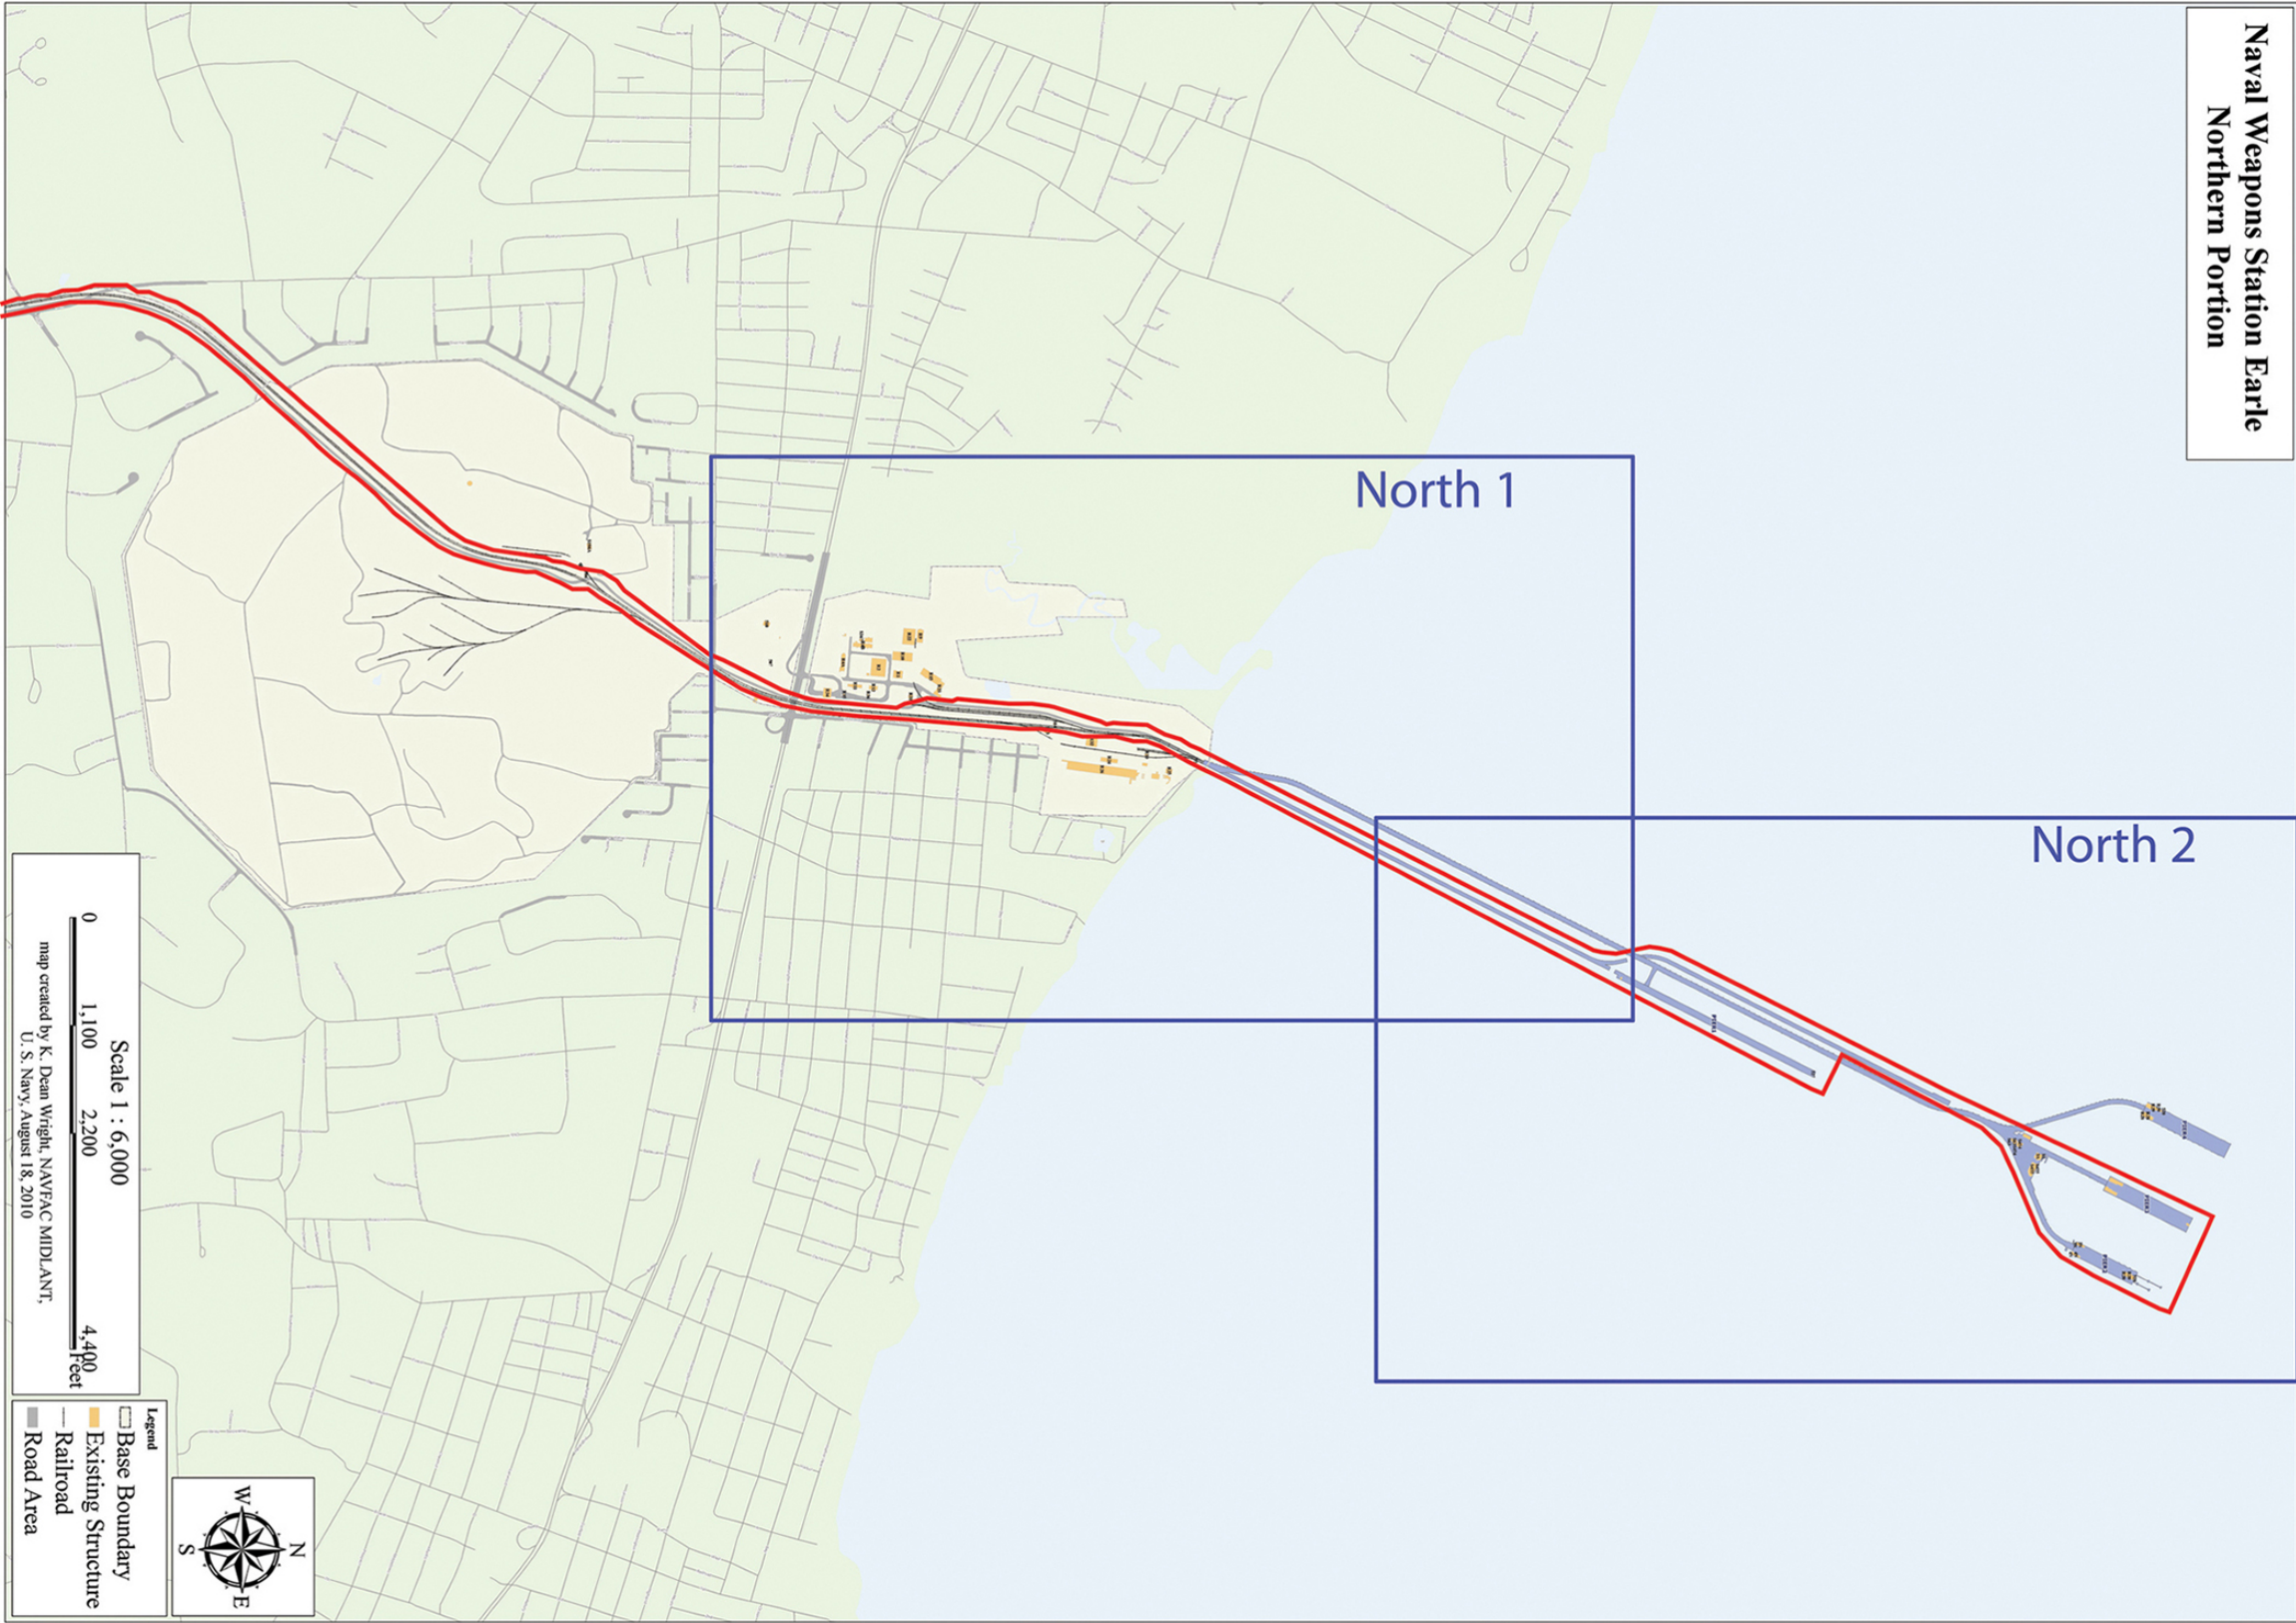 Naval Weapons Station Earle
Northern Portion
North 1
North 2
Scale 1 : 6,000
0
1,100
2,200
4,400
Feet
map created by K. Dean Wright, NAVFAC MIDLANT,
U. S. Navy, August 18, 2010
Legend
Base Boundary
Existing Structure
Railroad
Road Area
N
W
E
S